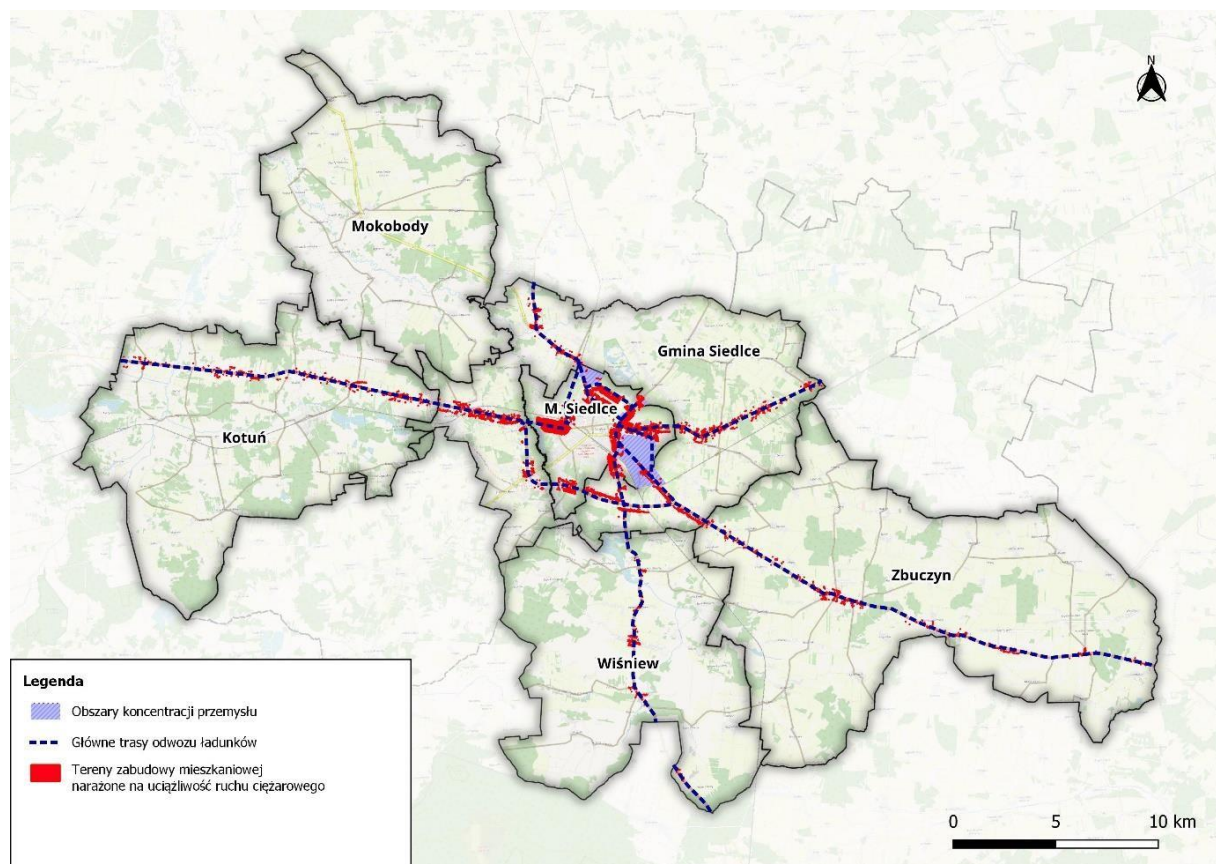 N
Mokobody
Gmina Siedlce
M. Siedlce
Kotuń
Zbuczyn
Wiśniew
Legenda
Obszary koncentracji przemysłu
Główne trasy odwozu ładunków
Tereny zabudowy mieszkaniowej
narażone na uciążliwość ruchu ciężarowego
0 5 10 km